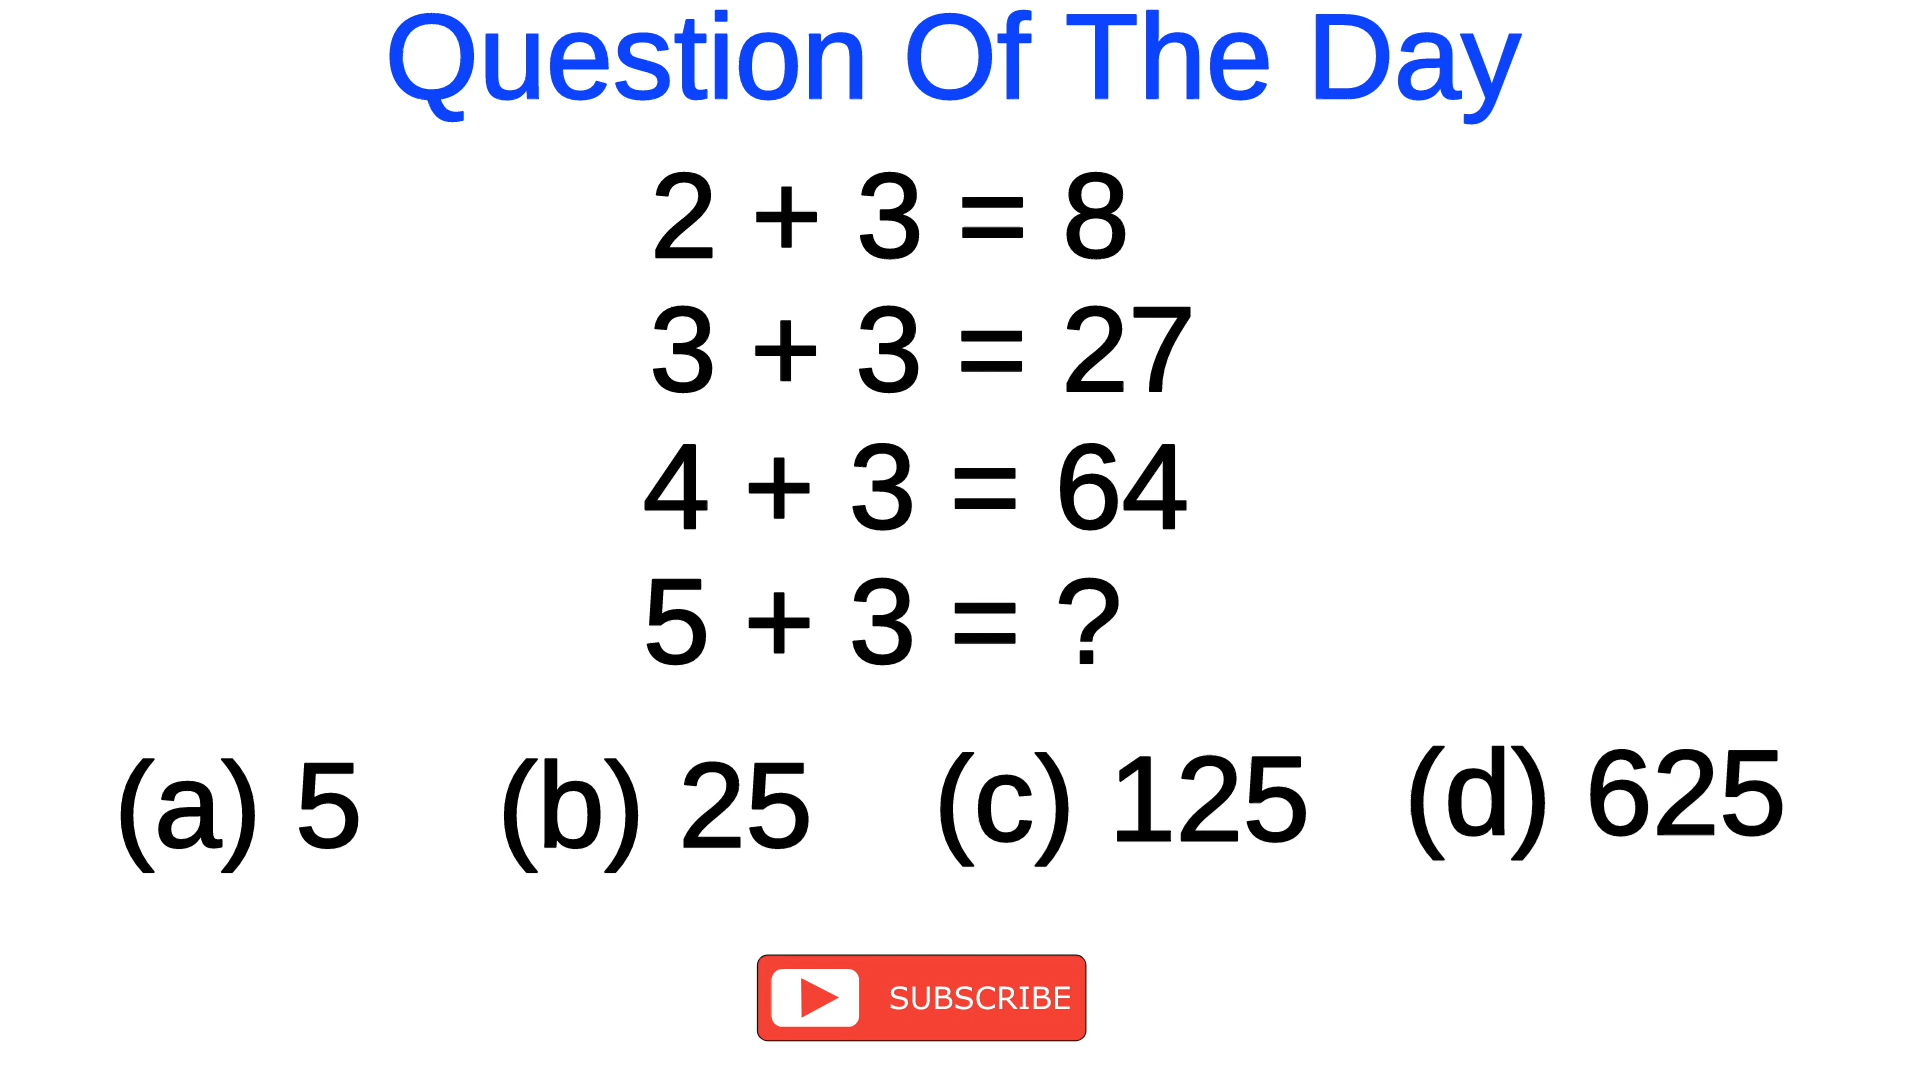 Question Of The Day
2 + 3 = 8
3 + 3 = 27
4 + 3 = 64
5 + 3 = ?
(a) 5 (b) 25 (c) 125 (d) 625
SUBSCRIBE